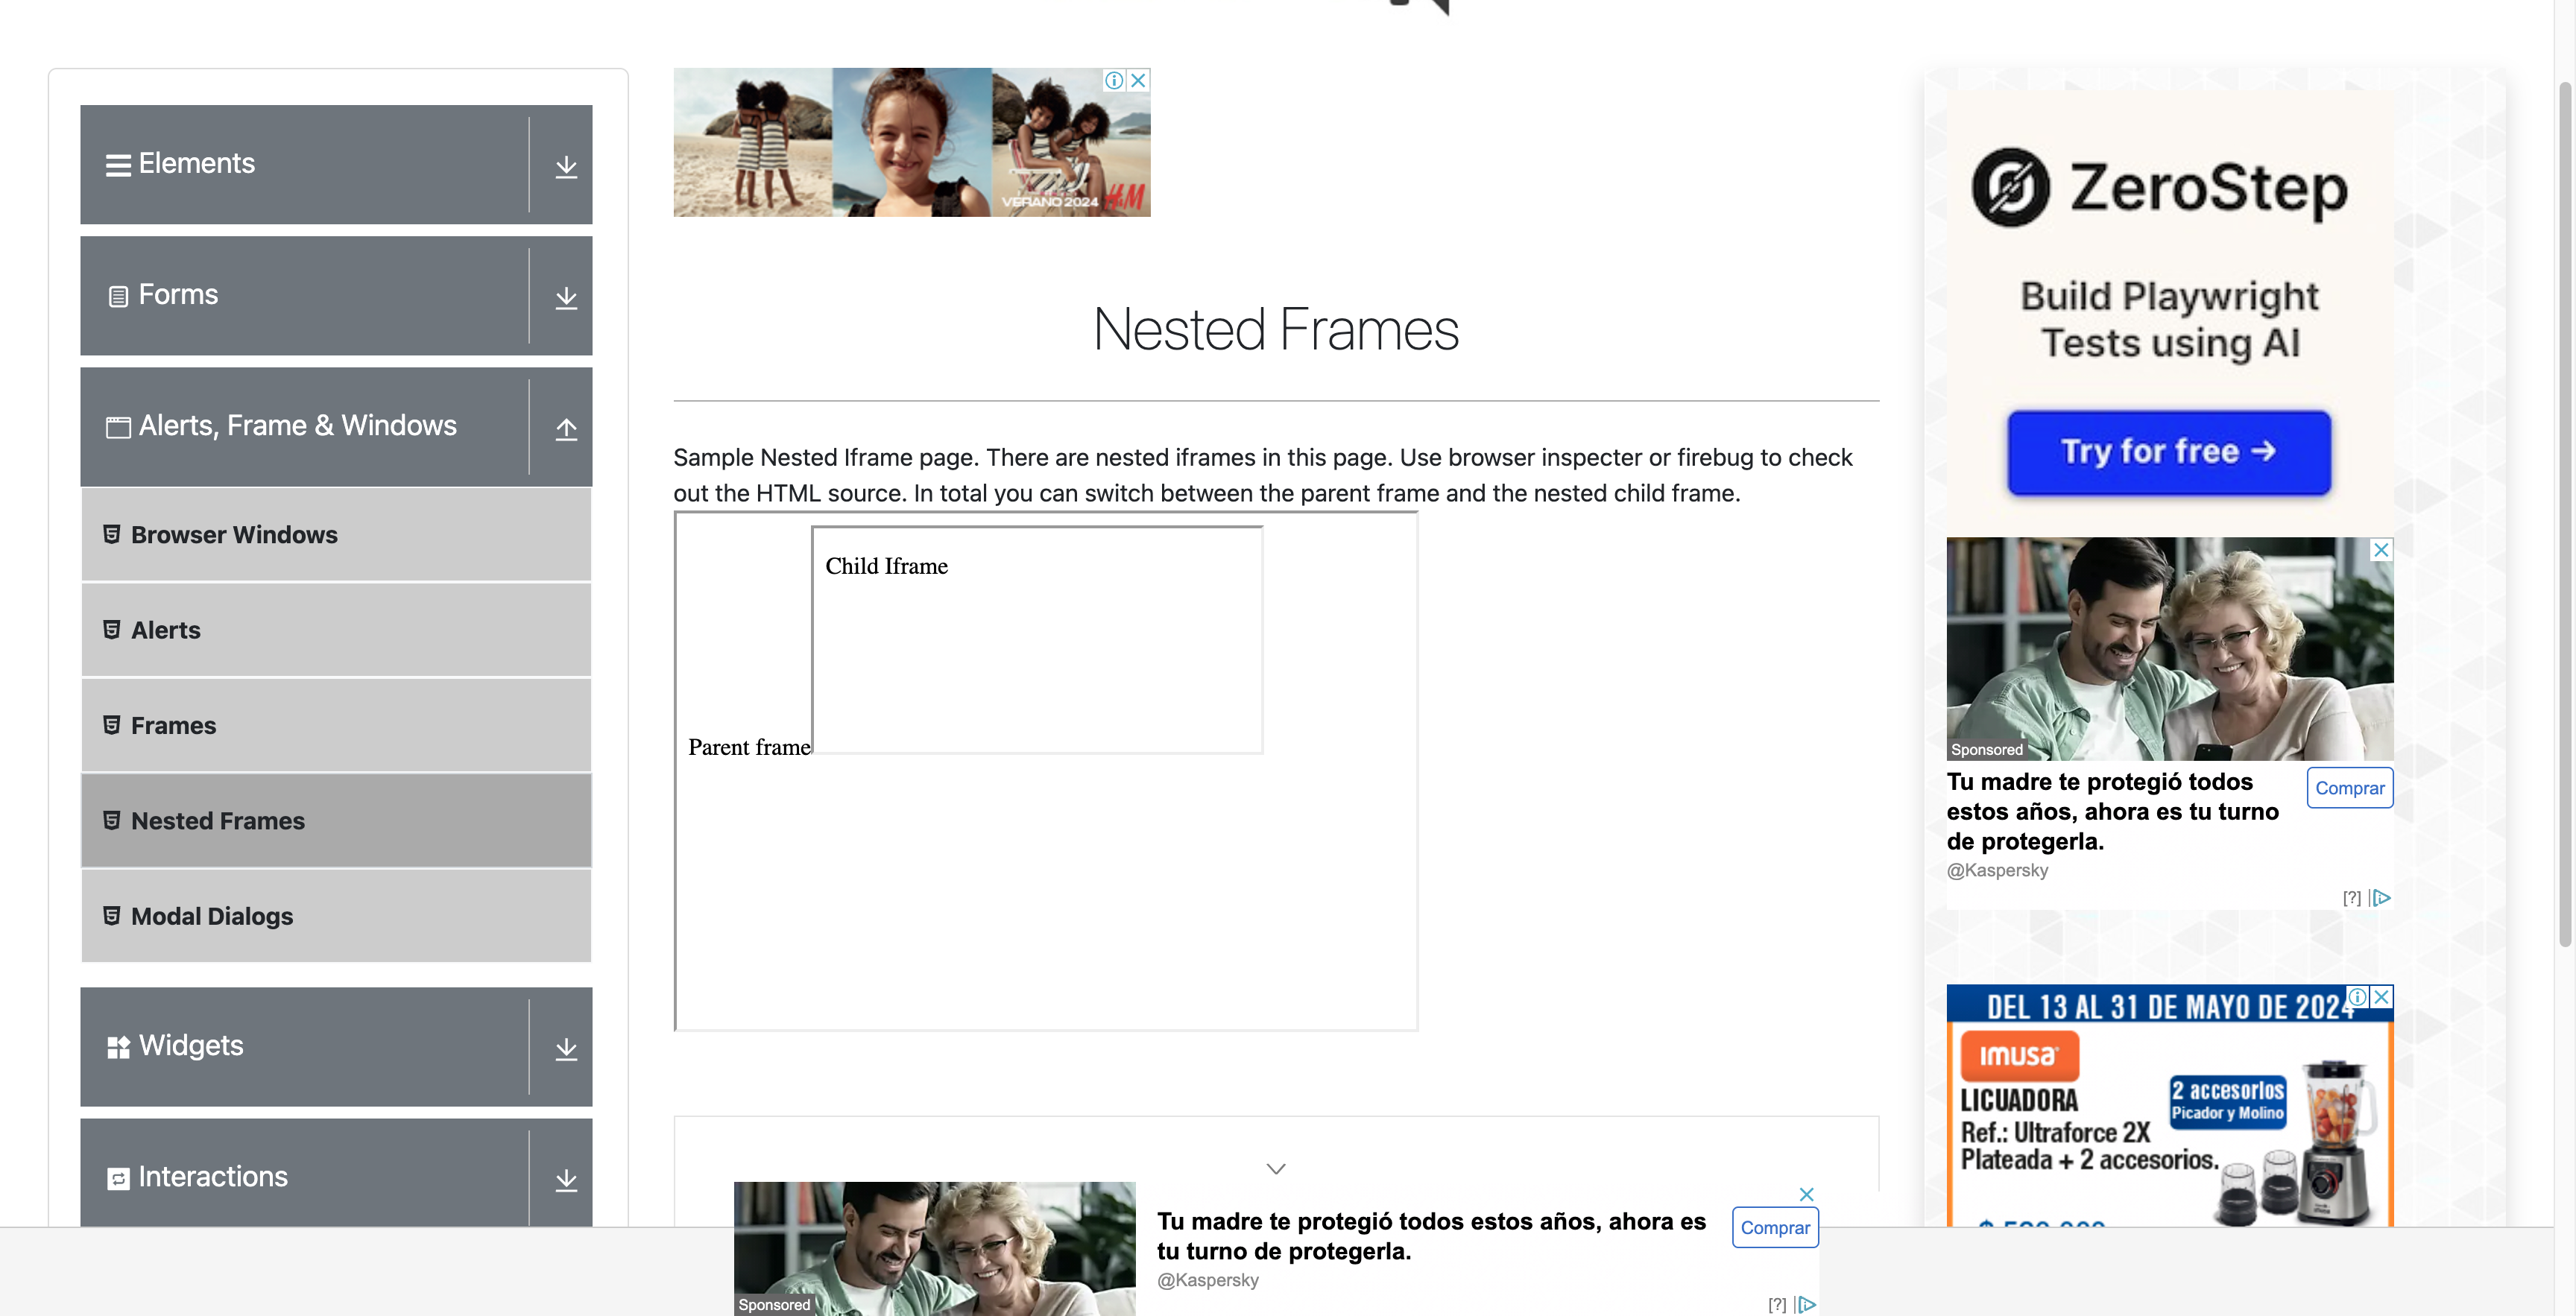 Elements
Forms
Alerts, Frame & Windows
Browser Windows
Alerts
Frames
Nested Frames
Modal Dialogs
Widgets
Interactions
VERANO 2024 H&M
Nested Frames
Sample Nested Iframe page. There are nested iframes in this page. Use browser inspecter or firebug to check
out the HTML source. In total you can switch between the parent frame and the nested child frame.
Child Iframe
Parent frame
Tu madre te protegió todos estos años, ahora es
tu turno de protegerla.
@Kaspersky
Comprar
Sponsored
[?]
ZeroStep
Build Playwright
Tests using AI
Try for free →
Sponsored
Tu madre te protegió todos
estos años, ahora es tu turno
de protegerla.
Comprar
@Kaspersky
[?]
DEL 13 AL 31 DE MAYO DE 2024
IMUSA
LICUADORA
Ref.: Ultraforce 2X
Plateada + 2 accesorios.
2 accesorios
Picador y Molino